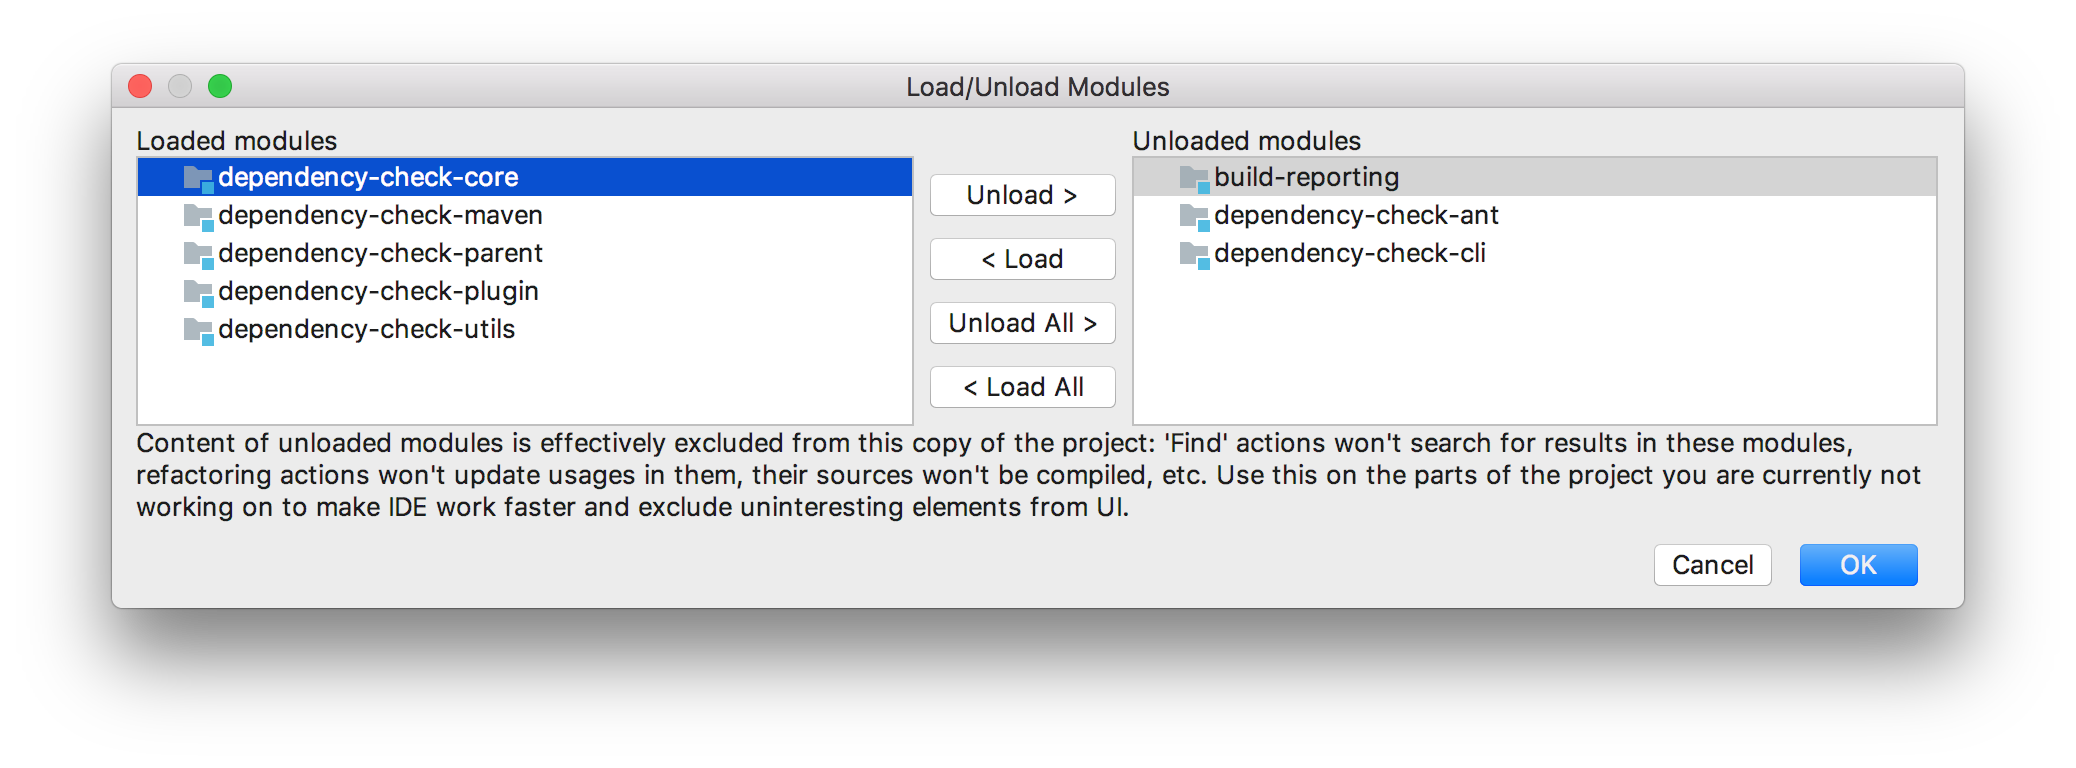 Load/Unload Modules
Loaded modules
dependency-check-core
dependency-check-maven
dependency-check-parent
dependency-check-plugin
dependency-check-utils
Unload >
< Load
Unload All >
< Load All
Unloaded modules
build-reporting
dependency-check-ant
dependency-check-cli
Content of unloaded modules is effectively excluded from this copy of the project: 'Find' actions won't search for results in these modules,
refactoring actions won't update usages in them, their sources won't be compiled, etc. Use this on the parts of the project you are currently not
working on to make IDE work faster and exclude uninteresting elements from UI.
Cancel
OK